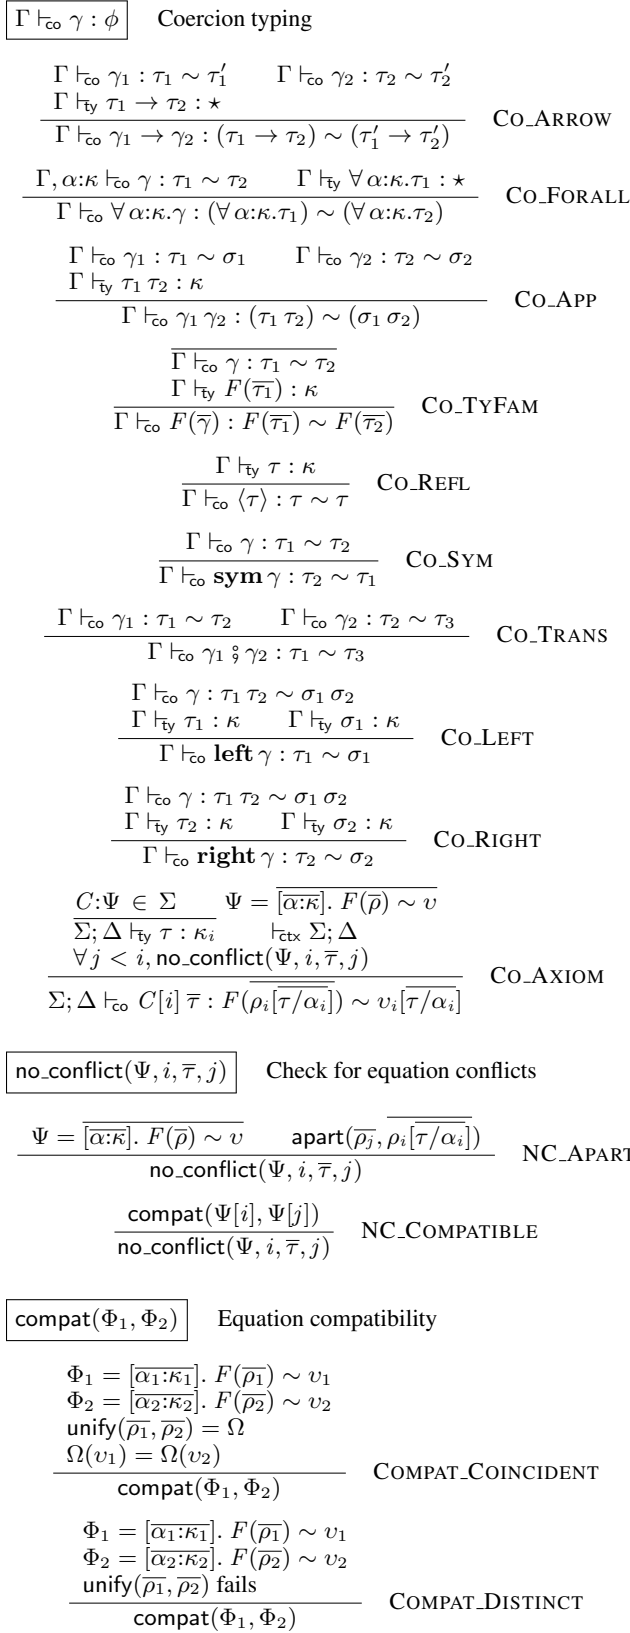 Γ ⊢co γ : φ   Coercion typing
Γ ⊢co γ₁ : τ₁ ∼ τ₁′   Γ ⊢co γ₂ : τ₂ ∼ τ₂′
Γ ⊢ty τ₁ → τ₂ : ⋆
Γ ⊢co γ₁ → γ₂ : (τ₁ → τ₂) ∼ (τ₁′ → τ₂′)   CO_ARROW
Γ, α:κ ⊢co γ : τ₁ ∼ τ₂   Γ ⊢ty ∀ α:κ.τ₁ : ⋆
Γ ⊢co ∀ α:κ.γ : (∀ α:κ.τ₁) ∼ (∀ α:κ.τ₂)   CO_FORALL
Γ ⊢co γ₁ : τ₁ ∼ σ₁   Γ ⊢co γ₂ : τ₂ ∼ σ₂
Γ ⊢ty τ₁ τ₂ : κ
Γ ⊢co γ₁ γ₂ : (τ₁ τ₂) ∼ (σ₁ σ₂)   CO_APP
Γ ⊢co γ : τ₁ ∼ τ₂
Γ ⊢ty F(τ₁) : κ
Γ ⊢co F(γ) : F(τ₁) ∼ F(τ₂)   CO_TYFAM
Γ ⊢ty τ : κ
Γ ⊢co ⟨τ⟩ : τ ∼ τ   CO_REFL
Γ ⊢co γ : τ₁ ∼ τ₂
Γ ⊢co sym γ : τ₂ ∼ τ₁   CO_SYM
Γ ⊢co γ₁ : τ₁ ∼ τ₂   Γ ⊢co γ₂ : τ₂ ∼ τ₃
Γ ⊢co γ₁ ⨟ γ₂ : τ₁ ∼ τ₃   CO_TRANS
Γ ⊢co γ : τ₁ τ₂ ∼ σ₁ σ₂
Γ ⊢ty τ₁ : κ   Γ ⊢ty σ₁ : κ
Γ ⊢co left γ : τ₁ ∼ σ₁   CO_LEFT
Γ ⊢co γ : τ₁ τ₂ ∼ σ₁ σ₂
Γ ⊢ty τ₂ : κ   Γ ⊢ty σ₂ : κ
Γ ⊢co right γ : τ₂ ∼ σ₂   CO_RIGHT
C:Ψ ∈ Σ   Ψ = [α:κ]. F(ρ) ∼ υ
Σ; Δ ⊢ty τ : κᵢ   ⊢ctx Σ; Δ
∀ j < i, no_conflict(Ψ, i, τ, j)
Σ; Δ ⊢co C[i] τ : F(ρᵢ[τ/αᵢ]) ∼ υᵢ[τ/αᵢ]   CO_AXIOM
no_conflict(Ψ, i, τ, j)   Check for equation conflicts
Ψ = [α:κ]. F(ρ) ∼ υ   apart(ρⱼ, ρᵢ[τ/αᵢ])
no_conflict(Ψ, i, τ, j)   NC_APART
compat(Ψ[i], Ψ[j])
no_conflict(Ψ, i, τ, j)   NC_COMPATIBLE
compat(Φ₁, Φ₂)   Equation compatibility
Φ₁ = [α₁:κ₁]. F(ρ₁) ∼ υ₁
Φ₂ = [α₂:κ₂]. F(ρ₂) ∼ υ₂
unify(ρ₁, ρ₂) = Ω
Ω(υ₁) = Ω(υ₂)
compat(Φ₁, Φ₂)   COMPAT_COINCIDENT
Φ₁ = [α₁:κ₁]. F(ρ₁) ∼ υ₁
Φ₂ = [α₂:κ₂]. F(ρ₂) ∼ υ₂
unify(ρ₁, ρ₂) fails
compat(Φ₁, Φ₂)   COMPAT_DISTINCT